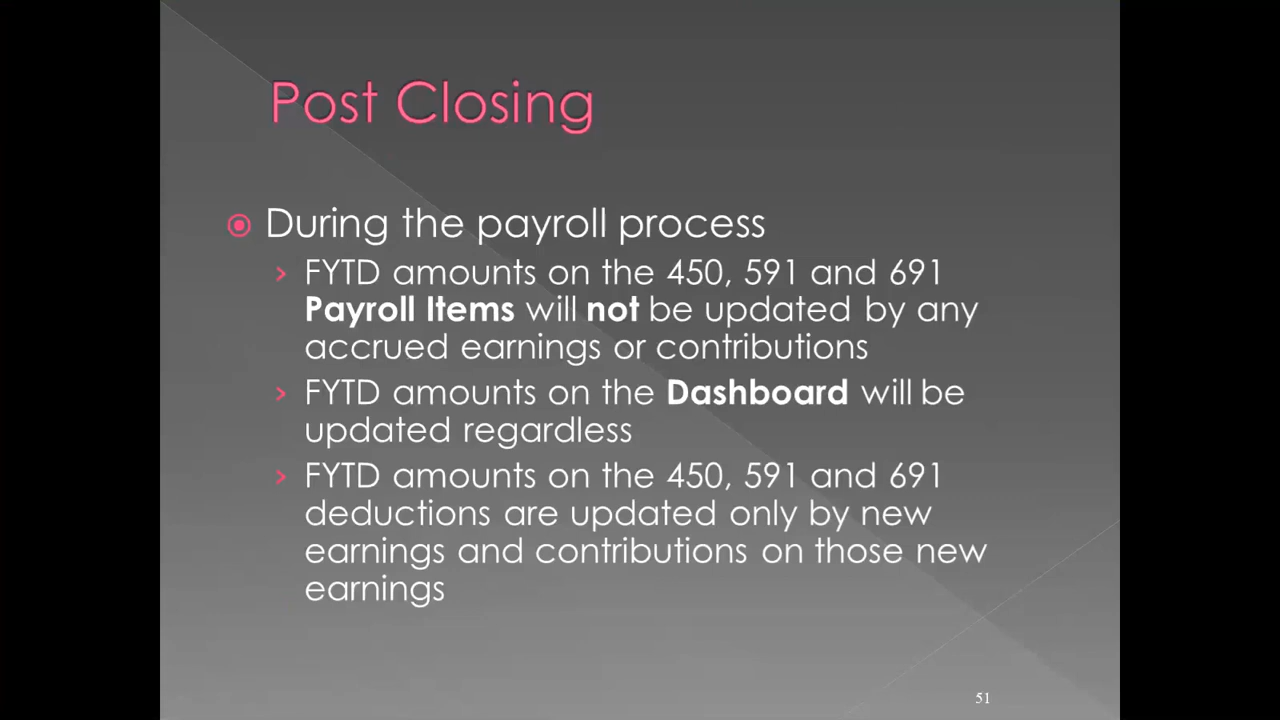 Post Closing
During the payroll process
FYTD amounts on the 450, 591 and 691
Payroll Items will not be updated by any
accrued earnings or contributions
FYTD amounts on the Dashboard will be
updated regardless
FYTD amounts on the 450, 591 and 691
deductions are updated only by new
earnings and contributions on those new
earnings
51